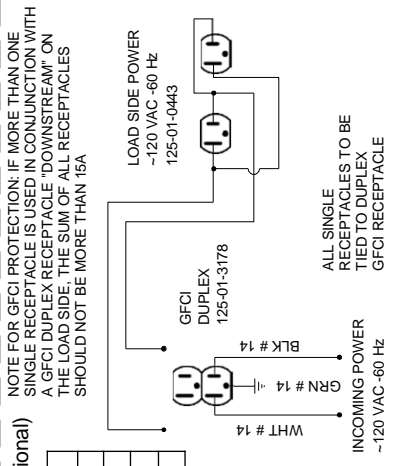 NOTE FOR GFCI PROTECTION: IF MORE THAN ONE
SINGLE RECEPTACLE IS USED IN CONJUNCTION WITH
A GFCI DUPLEX RECEPTACLE "DOWNSTREAM" ON
THE LOAD SIDE, THE SUM OF ALL RECEPTACLES
SHOULD NOT BE MORE THAN 15A
ional)
LOAD SIDE POWER
~120 VAC -60 Hz
125-01-0443
GFCI
DUPLEX
125-01-3178
BLK # 14
GRN # 14
WHT # 14
INCOMING POWER
~120 VAC -60 Hz
ALL SINGLE
RECEPTACLES TO BE
TIED TO DUPLEX
GFCI RECEPTACLE